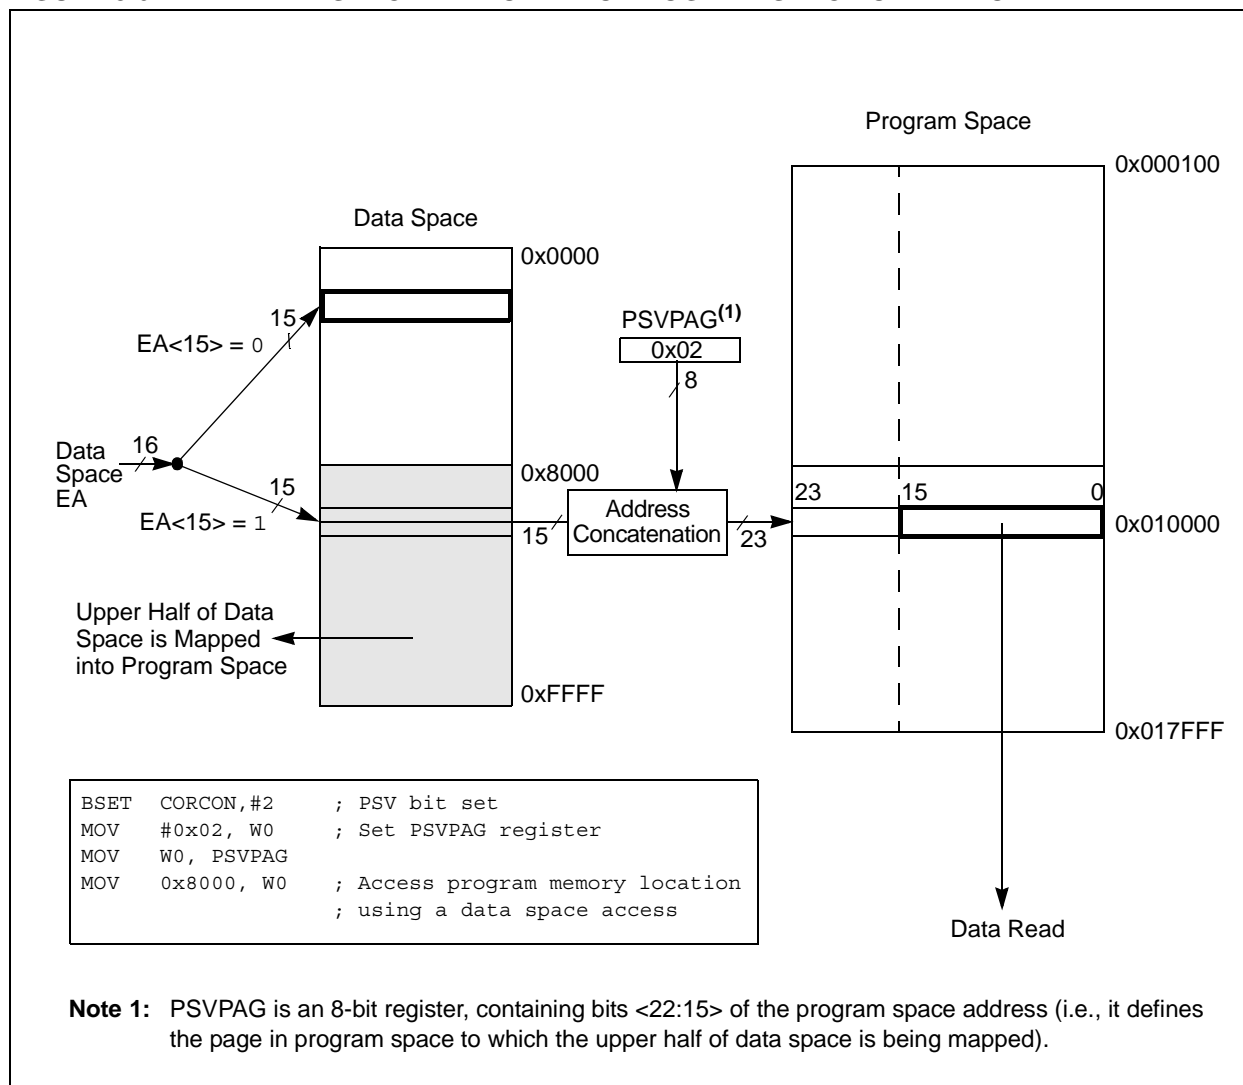 Program Space
0x000100
Data Space
0x0000
15
EA<15> = 0
PSVPAG(1)
0x02
8
Data
Space
EA
16
15
EA<15> = 1
0x8000
15
Address
Concatenation
23
23 15 0
0x010000
Upper Half of Data
Space is Mapped
into Program Space
0xFFFF
0x017FFF
BSET CORCON,#2 ; PSV bit set
MOV #0x02, W0 ; Set PSVPAG register
MOV W0, PSVPAG
MOV 0x8000, W0 ; Access program memory location
; using a data space access
Data Read
Note 1: PSVPAG is an 8-bit register, containing bits <22:15> of the program space address (i.e., it defines
the page in program space to which the upper half of data space is being mapped).